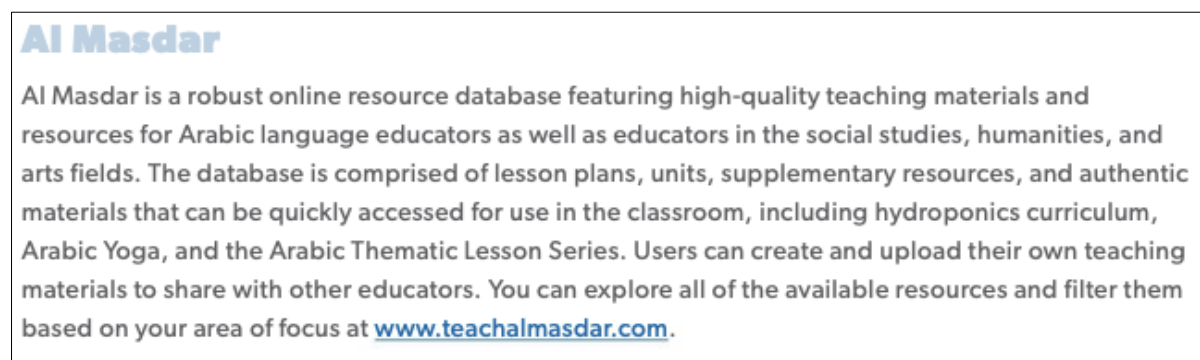 Al Masdar
Al Masdar is a robust online resource database featuring high-quality teaching materials and
resources for Arabic language educators as well as educators in the social studies, humanities, and
arts fields. The database is comprised of lesson plans, units, supplementary resources, and authentic
materials that can be quickly accessed for use in the classroom, including hydroponics curriculum,
Arabic Yoga, and the Arabic Thematic Lesson Series. Users can create and upload their own teaching
materials to share with other educators. You can explore all of the available resources and filter them
based on your area of focus at www.teachalmasdar.com.